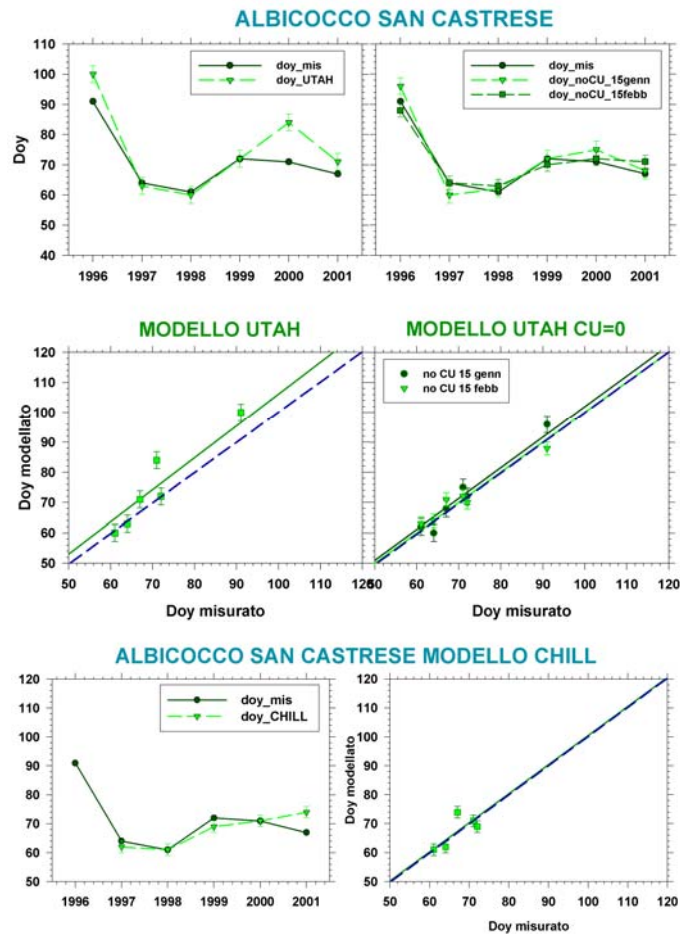 ALBICOCCO SAN CASTRESE
110
100
90
80
70
60
50
40
Doy
doy_mis
doy_UTAH
1996 1997 1998 1999 2000 2001
doy_mis
doy_noCU_15genn
doy_noCU_15febb
1996 1997 1998 1999 2000 2001
MODELLO UTAH
120
110
100
90
80
70
60
50
Doy modellato
50 60 70 80 90 100 110 120
Doy misurato
MODELLO UTAH CU=0
no CU 15 genn
no CU 15 febb
60 70 80 90 100 110 120
Doy misurato
ALBICOCCO SAN CASTRESE MODELLO CHILL
120
110
100
90
80
70
60
50
doy_mis
doy_CHILL
1996 1997 1998 1999 2000 2001
120
110
100
90
80
70
60
50
Doy modellato
50 60 70 80 90 100 110 120
Doy misurato